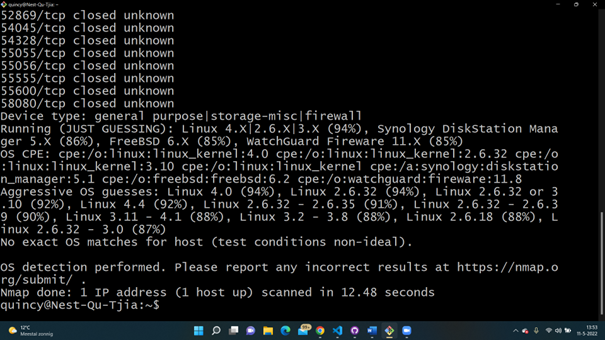 quincy@Nest-Qu-Tjia: ~
52869/tcp closed unknown
54045/tcp closed unknown
54328/tcp closed unknown
55055/tcp closed unknown
55056/tcp closed unknown
55555/tcp closed unknown
55600/tcp closed unknown
58080/tcp closed unknown
Device type: general purpose|storage-misc|firewall
Running (JUST GUESSING): Linux 4.X|2.6.X|3.X (94%), Synology DiskStation Mana
ger 5.X (86%), FreeBSD 6.X (85%), WatchGuard Fireware 11.X (85%)
OS CPE: cpe:/o:linux:linux_kernel:4.0 cpe:/o:linux:linux_kernel:2.6.32 cpe:/o
:linux:linux_kernel:3.10 cpe:/o:linux:linux_kernel cpe:/a:synology:diskstatio
n_manager:5.1 cpe:/o:freebsd:freebsd:6.2 cpe:/o:watchguard:fireware:11.8
Aggressive OS guesses: Linux 4.0 (94%), Linux 2.6.32 (94%), Linux 2.6.32 or 3
.10 (92%), Linux 4.4 (92%), Linux 2.6.32 - 2.6.35 (91%), Linux 2.6.32 - 2.6.3
9 (90%), Linux 3.11 - 4.1 (88%), Linux 3.2 - 3.8 (88%), Linux 2.6.18 (88%), L
inux 2.6.32 - 3.0 (87%)
No exact OS matches for host (test conditions non-ideal).
OS detection performed. Please report any incorrect results at https://nmap.o
rg/submit/ .
Nmap done: 1 IP address (1 host up) scanned in 12.48 seconds
quincy@Nest-Qu-Tjia:~$
12°C
Meestal zonnig
99+
13:53
11-5-2022